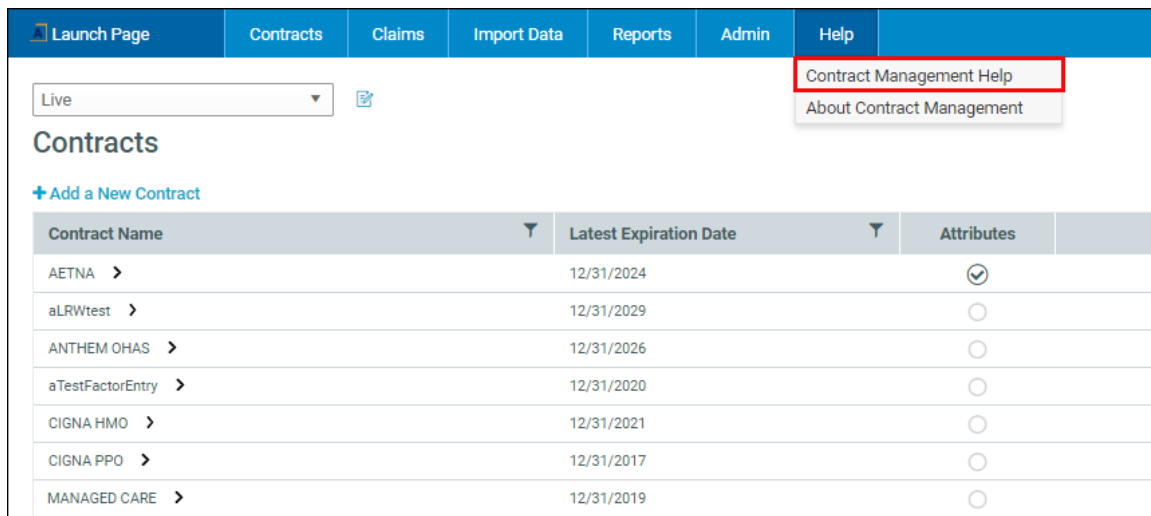 Launch Page Contracts Claims Import Data Reports Admin Help
Contract Management Help
About Contract Management
Live
Contracts
+ Add a New Contract
Contract Name Latest Expiration Date Attributes
AETNA 12/31/2024
aLRWtest 12/31/2029
ANTHEM OHAS 12/31/2026
aTestFactorEntry 12/31/2020
CIGNA HMO 12/31/2021
CIGNA PPO 12/31/2017
MANAGED CARE 12/31/2019